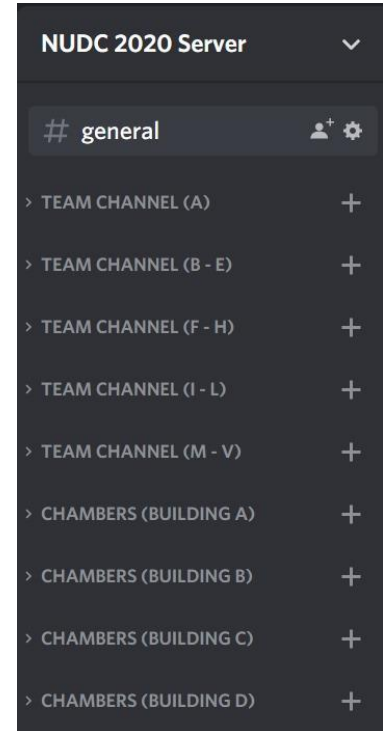 NUDC 2020 Server
# general
TEAM CHANNEL (A)
TEAM CHANNEL (B - E)
TEAM CHANNEL (F - H)
TEAM CHANNEL (I - L)
TEAM CHANNEL (M - V)
CHAMBERS (BUILDING A)
CHAMBERS (BUILDING B)
CHAMBERS (BUILDING C)
CHAMBERS (BUILDING D)